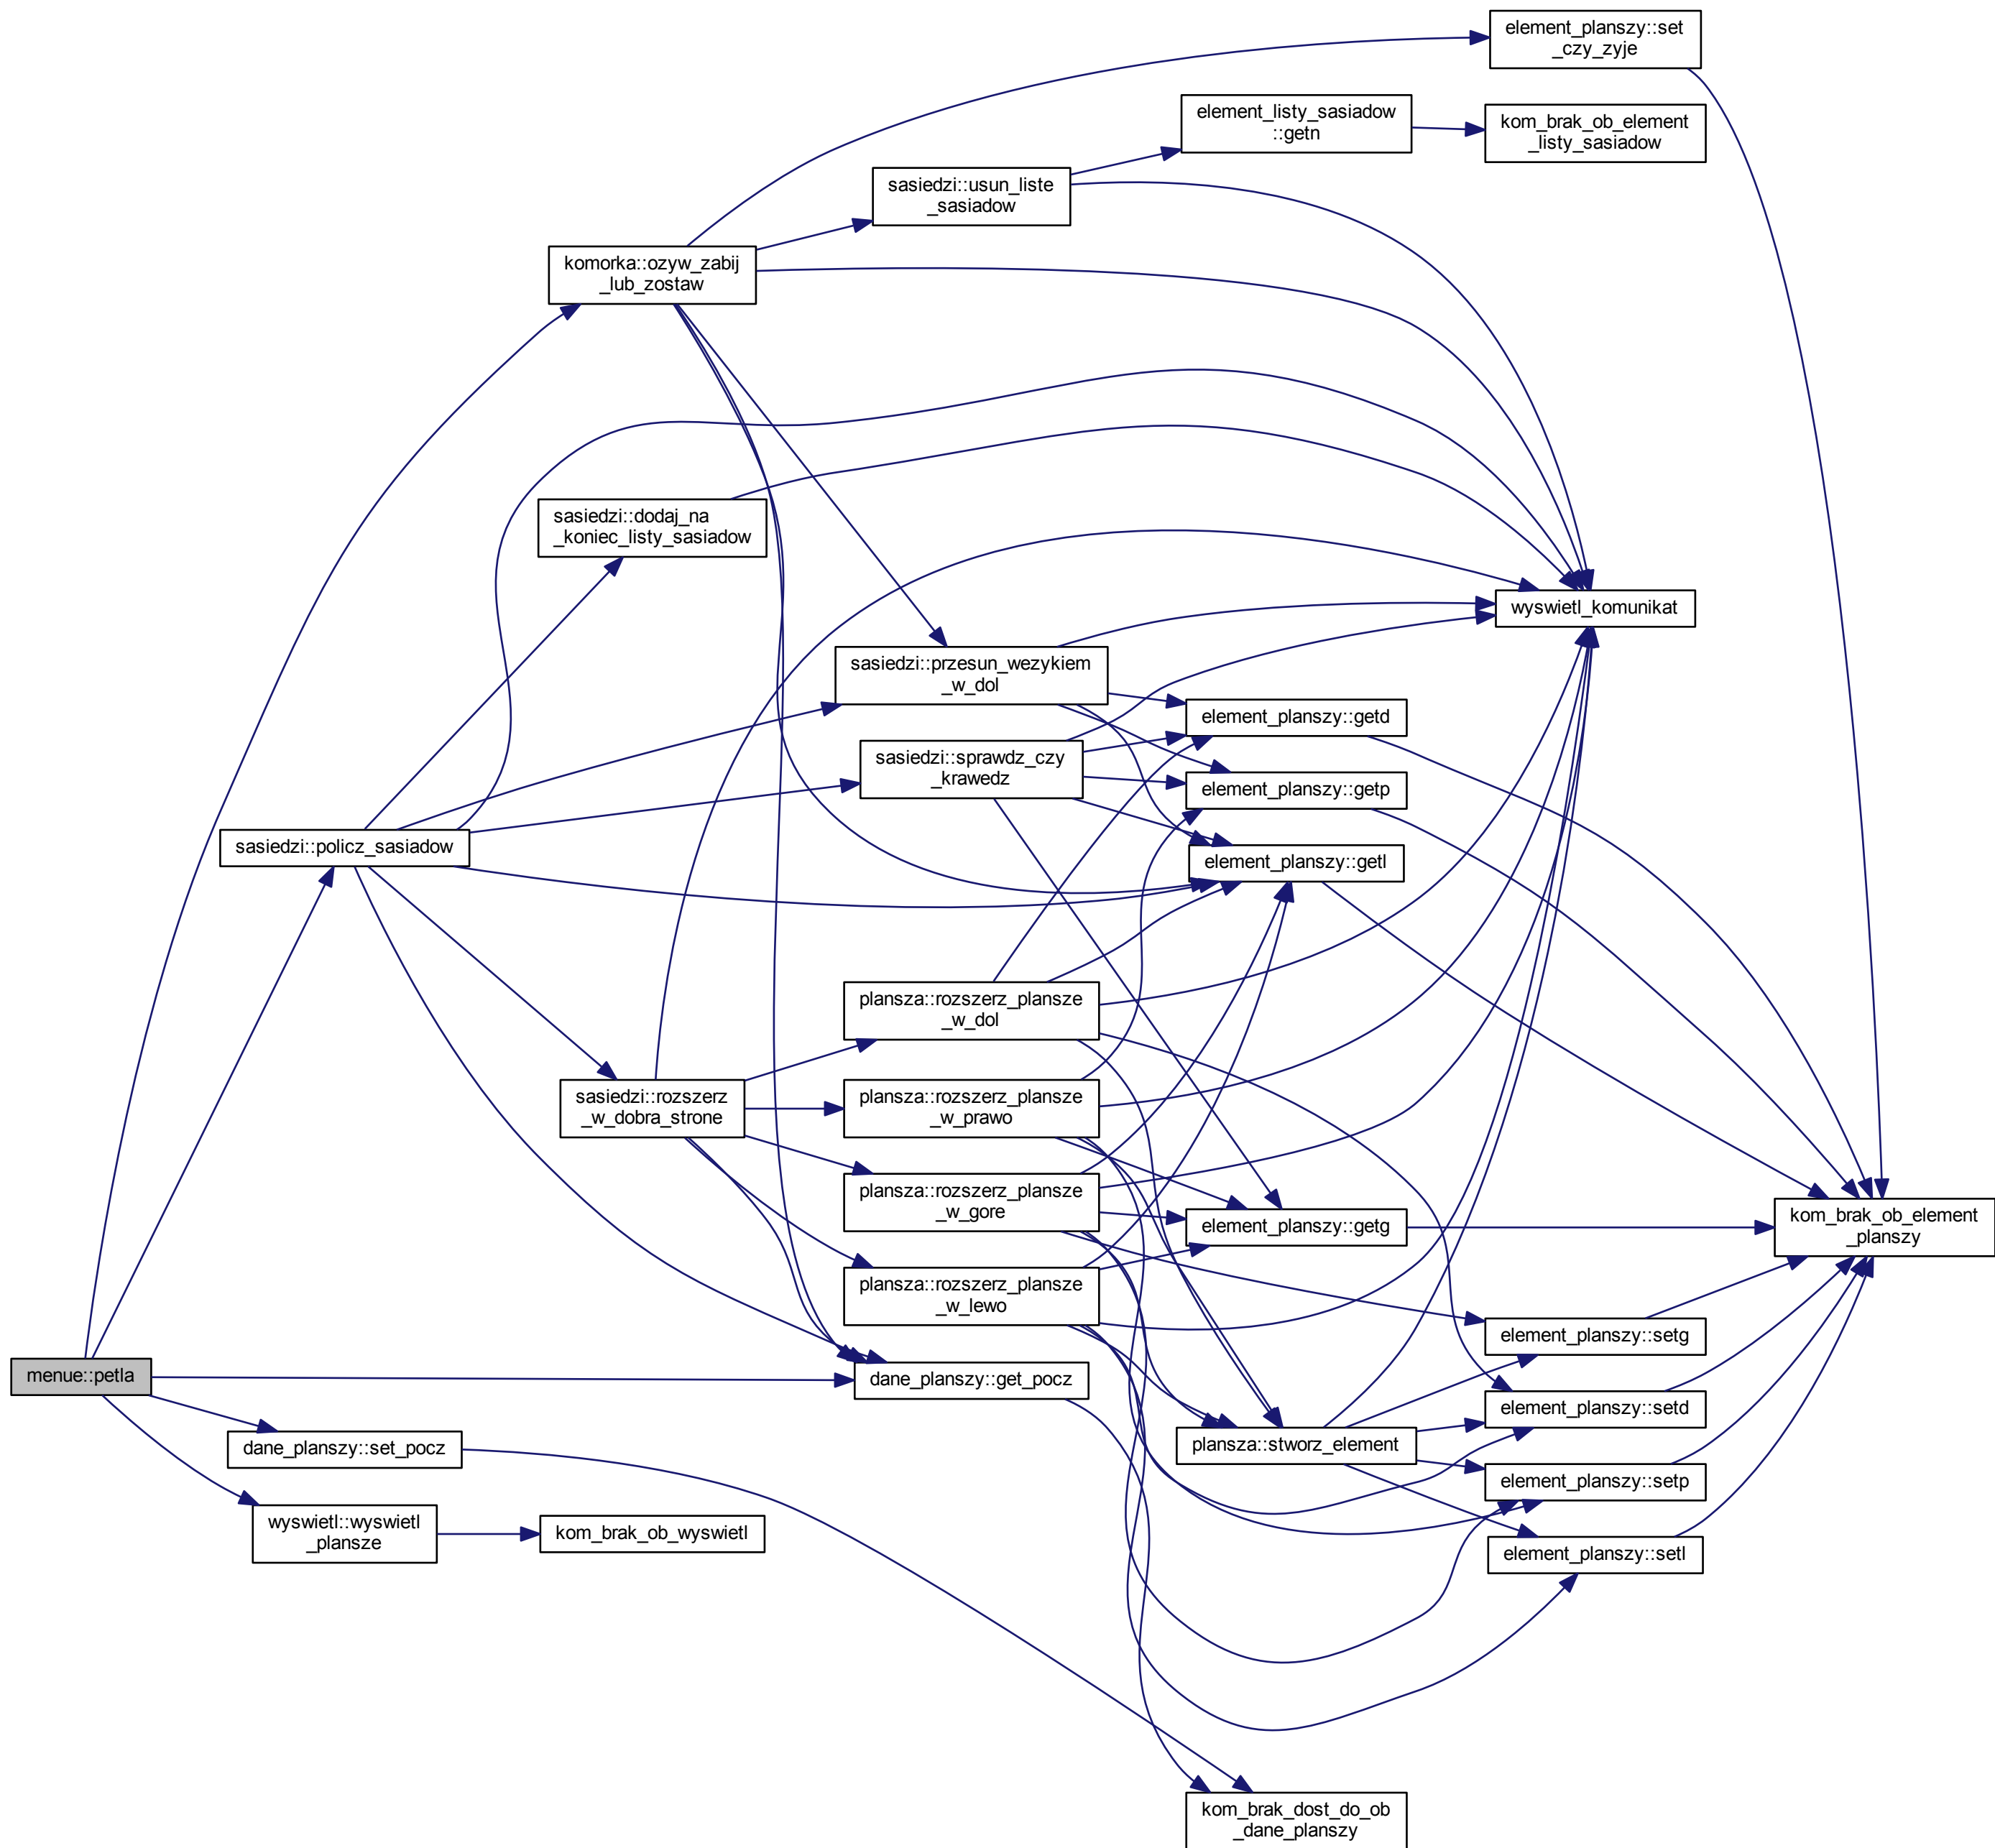 element_planszy::set
_czy_zyje
element_listy_sasiadow
::getn
kom_brak_ob_element
_listy_sasiadow
sasiedzi::usun_liste
_sasiadow
komorka::ozyw_zabij
_lub_zostaw
sasiedzi::dodaj_na
_koniec_listy_sasiadow
wyswietl_komunikat
sasiedzi::przesun_wezykiem
_w_dol
element_planszy::getd
sasiedzi::sprawdz_czy
_krawedz
element_planszy::getp
sasiedzi::policz_sasiadow
element_planszy::getl
plansza::rozszerz_plansze
_w_dol
sasiedzi::rozszerz
_w_dobra_strone
plansza::rozszerz_plansze
_w_prawo
plansza::rozszerz_plansze
_w_gore
element_planszy::getg
kom_brak_ob_element
_planszy
plansza::rozszerz_plansze
_w_lewo
element_planszy::setg
menue::petla
dane_planszy::get_pocz
element_planszy::setd
dane_planszy::set_pocz
plansza::stworz_element
element_planszy::setp
wyswietl::wyswietl
_plansze
kom_brak_ob_wyswietl
element_planszy::setl
kom_brak_dost_do_ob
_dane_planszy